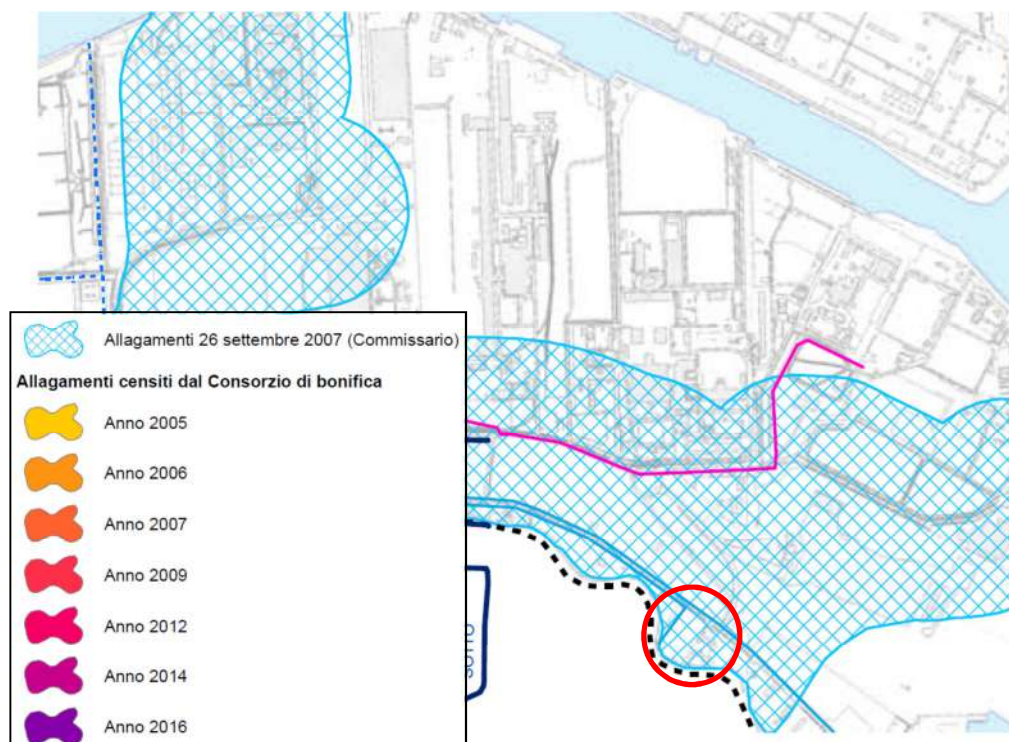 Allagamenti 26 settembre 2007 (Commissario)
Allagamenti censiti dal Consorzio di bonifica
Anno 2005
Anno 2006
Anno 2007
Anno 2009
Anno 2012
Anno 2014
Anno 2016